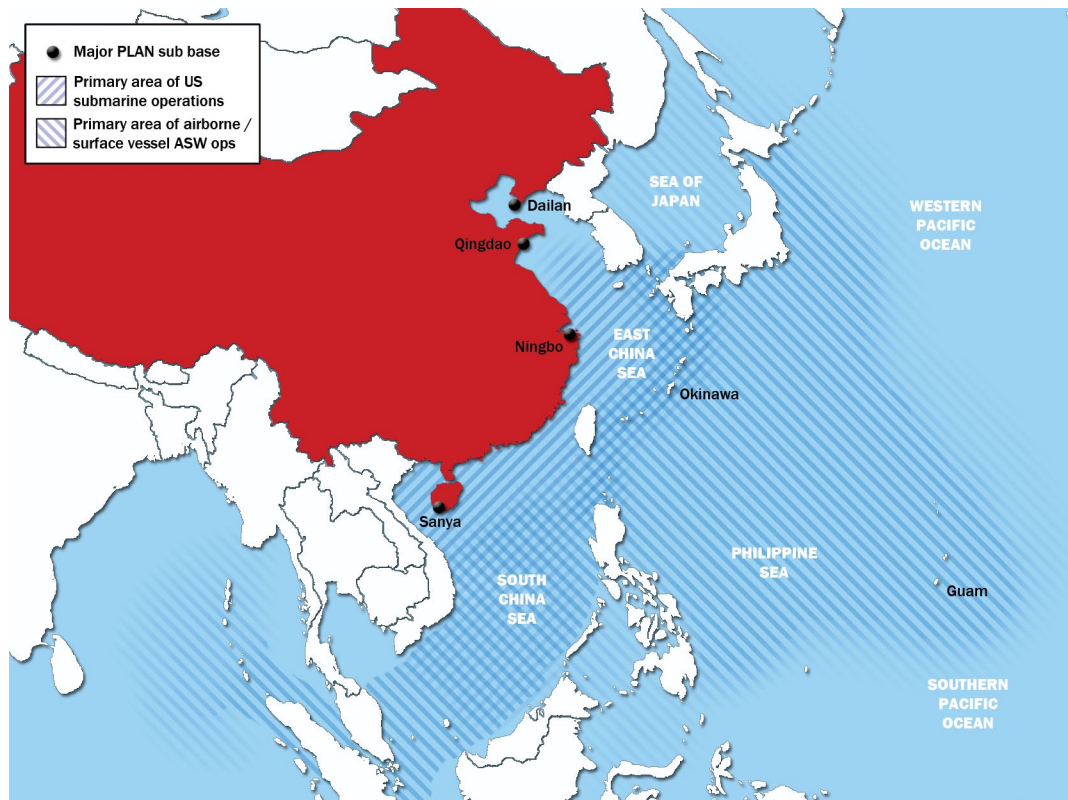 Major PLAN sub base
Primary area of US
submarine operations
Primary area of airborne /
surface vessel ASW ops
SEA OF
JAPAN
Dailan
WESTERN
PACIFIC
OCEAN
Qingdao
EAST
CHINA
SEA
Ningbo
Okinawa
Sanya
PHILIPPINE
SEA
SOUTH
CHINA
SEA
Guam
SOUTHERN
PACIFIC
OCEAN